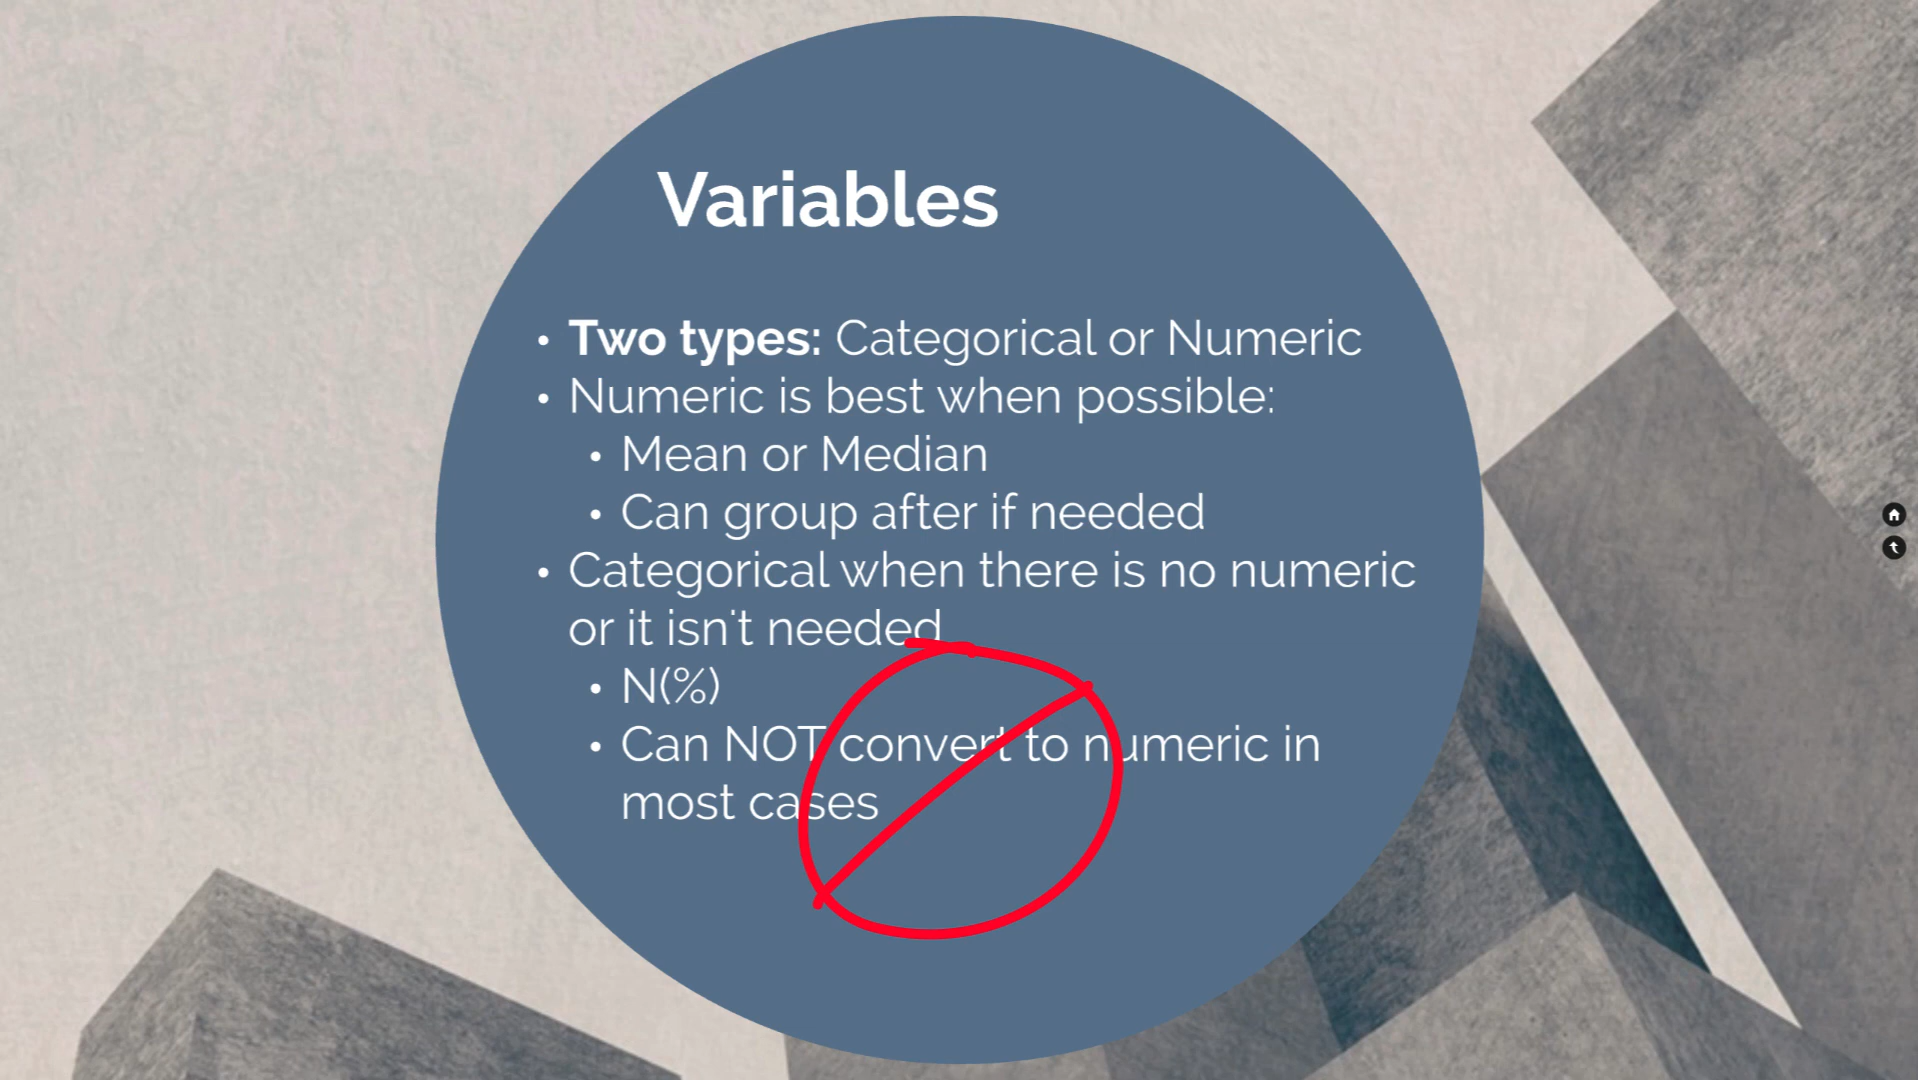 Variables
• Two types: Categorical or Numeric
• Numeric is best when possible:
• Mean or Median
• Can group after if needed
• Categorical when there is no numeric
or it isn't needed
• N(%)
• Can NOT convert to numeric in
most cases